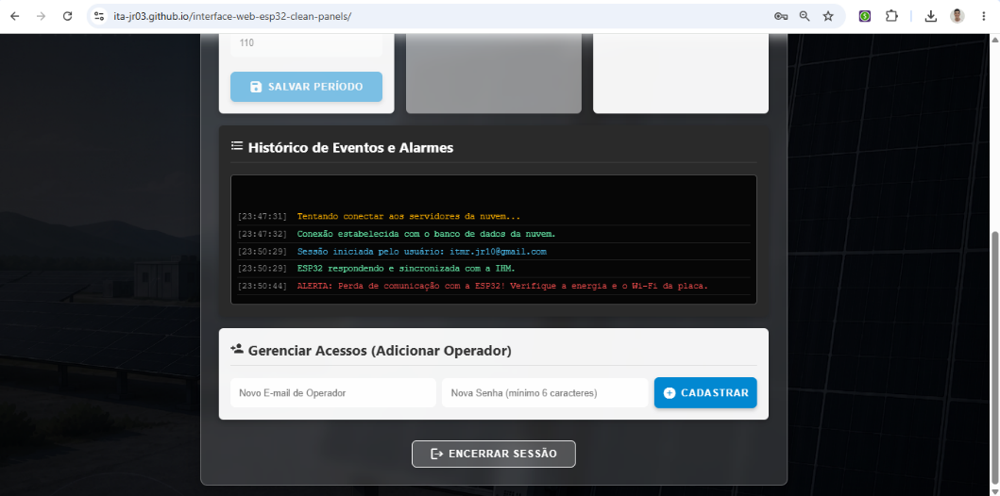 ita-jr03.github.io/interface-web-esp32-clean-panels/
110
SALVAR PERÍODO
Histórico de Eventos e Alarmes
[23:47:31] Tentando conectar aos servidores da nuvem...
[23:47:32] Conexão estabelecida com o banco de dados da nuvem.
[23:50:29] Sessão iniciada pelo usuário: itmr.jr10@gmail.com
[23:50:29] ESP32 respondendo e sincronizada com a IHM.
[23:50:44] ALERTA: Perda de comunicação com a ESP32! Verifique a energia e o Wi-Fi da placa.
Gerenciar Acessos (Adicionar Operador)
Novo E-mail de Operador
Nova Senha (mínimo 6 caracteres)
CADASTRAR
ENCERRAR SESSÃO